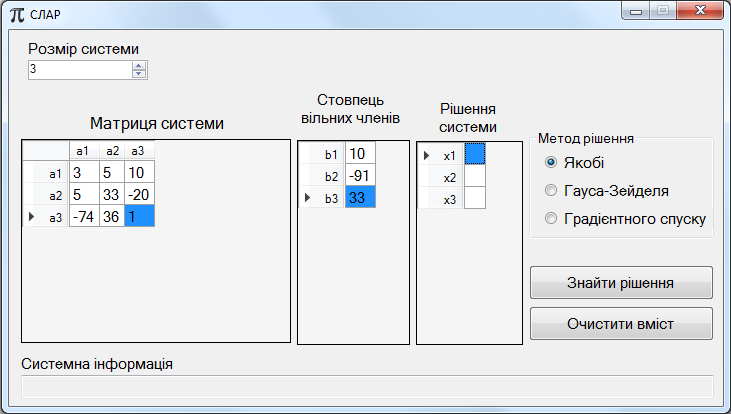 СЛАР
Розмір системи
3
Матриця системи
a1 a2 a3
a1 3 5 10
a2 5 33 -20
a3 -74 36 1
Стовпець
вільних членів
b1 10
b2 -91
b3 33
Рішення
системи
x1
x2
x3
Метод рішення
Якобі
Гауса-Зейделя
Градієнтного спуску
Знайти рішення
Очистити вміст
Системна інформація